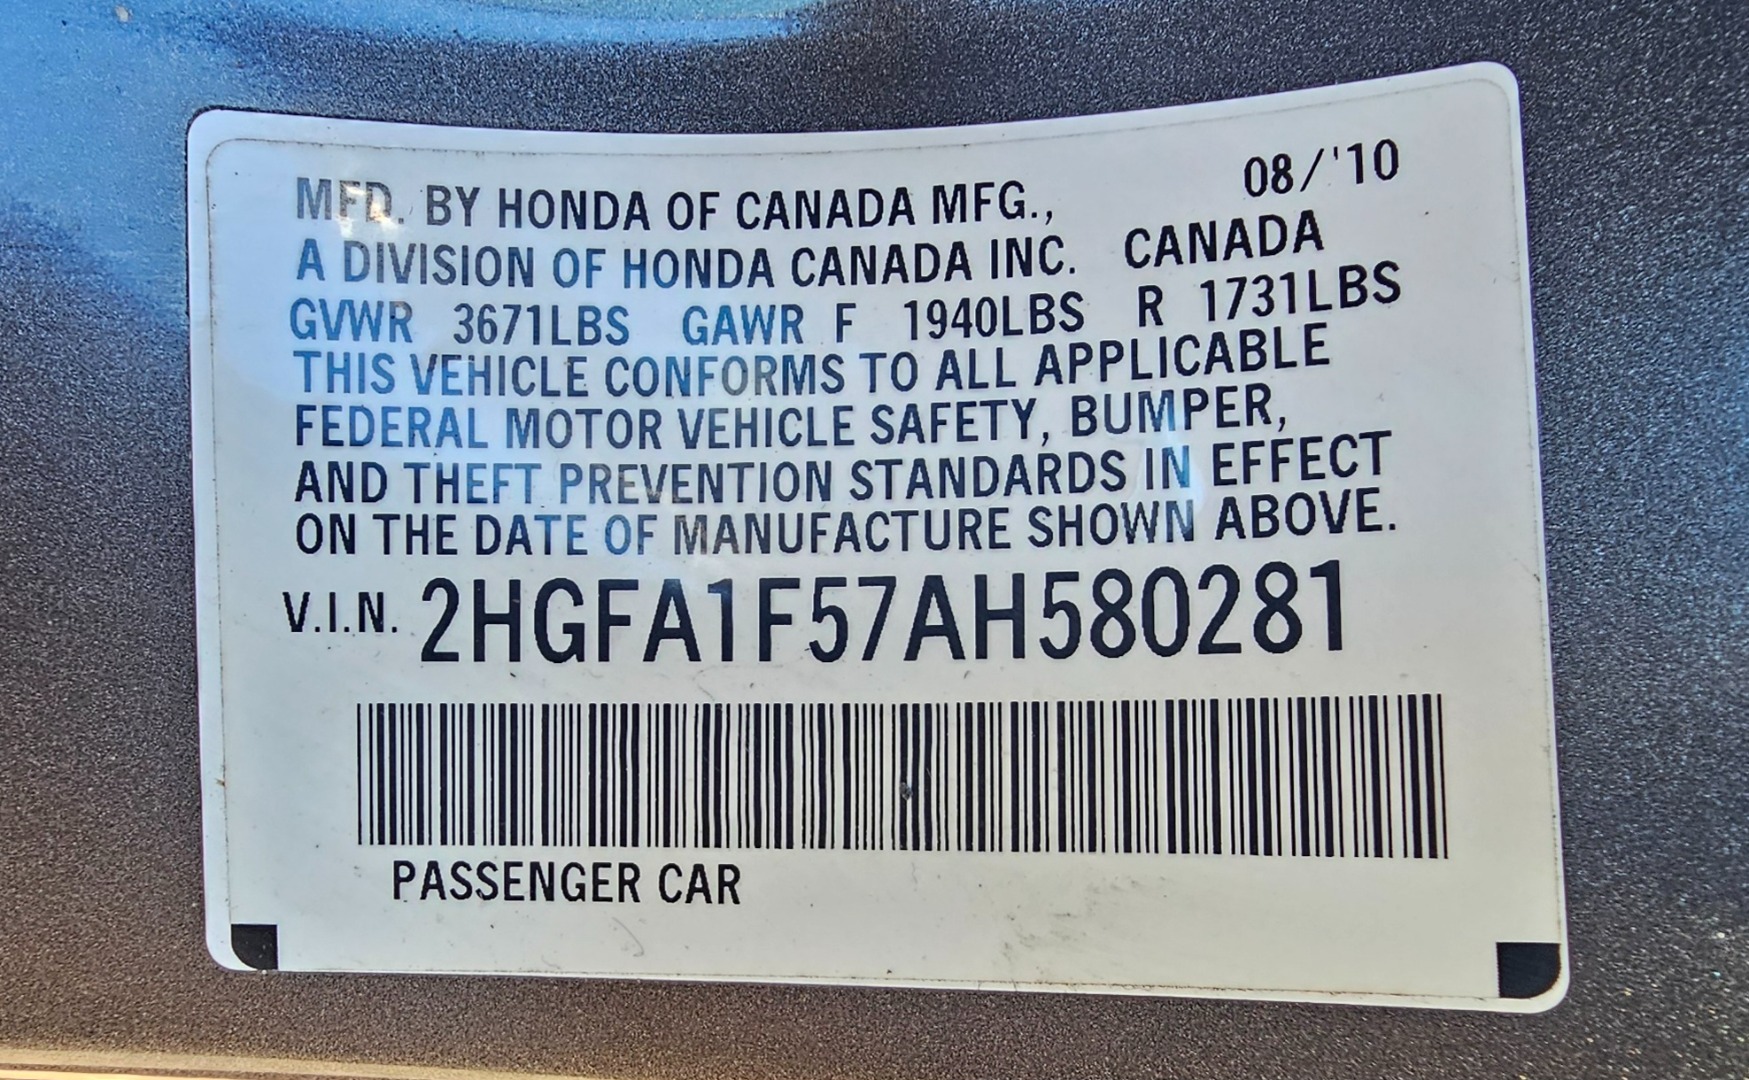 08/'10
MFD. BY HONDA OF CANADA MFG.,
A DIVISION OF HONDA CANADA INC. CANADA
GVWR 3671LBS GAWR F 1940LBS R 1731LBS
THIS VEHICLE CONFORMS TO ALL APPLICABLE
FEDERAL MOTOR VEHICLE SAFETY, BUMPER,
AND THEFT PREVENTION STANDARDS IN EFFECT
ON THE DATE OF MANUFACTURE SHOWN ABOVE.
V.I.N. 2HGFA1F57AH580281
PASSENGER CAR